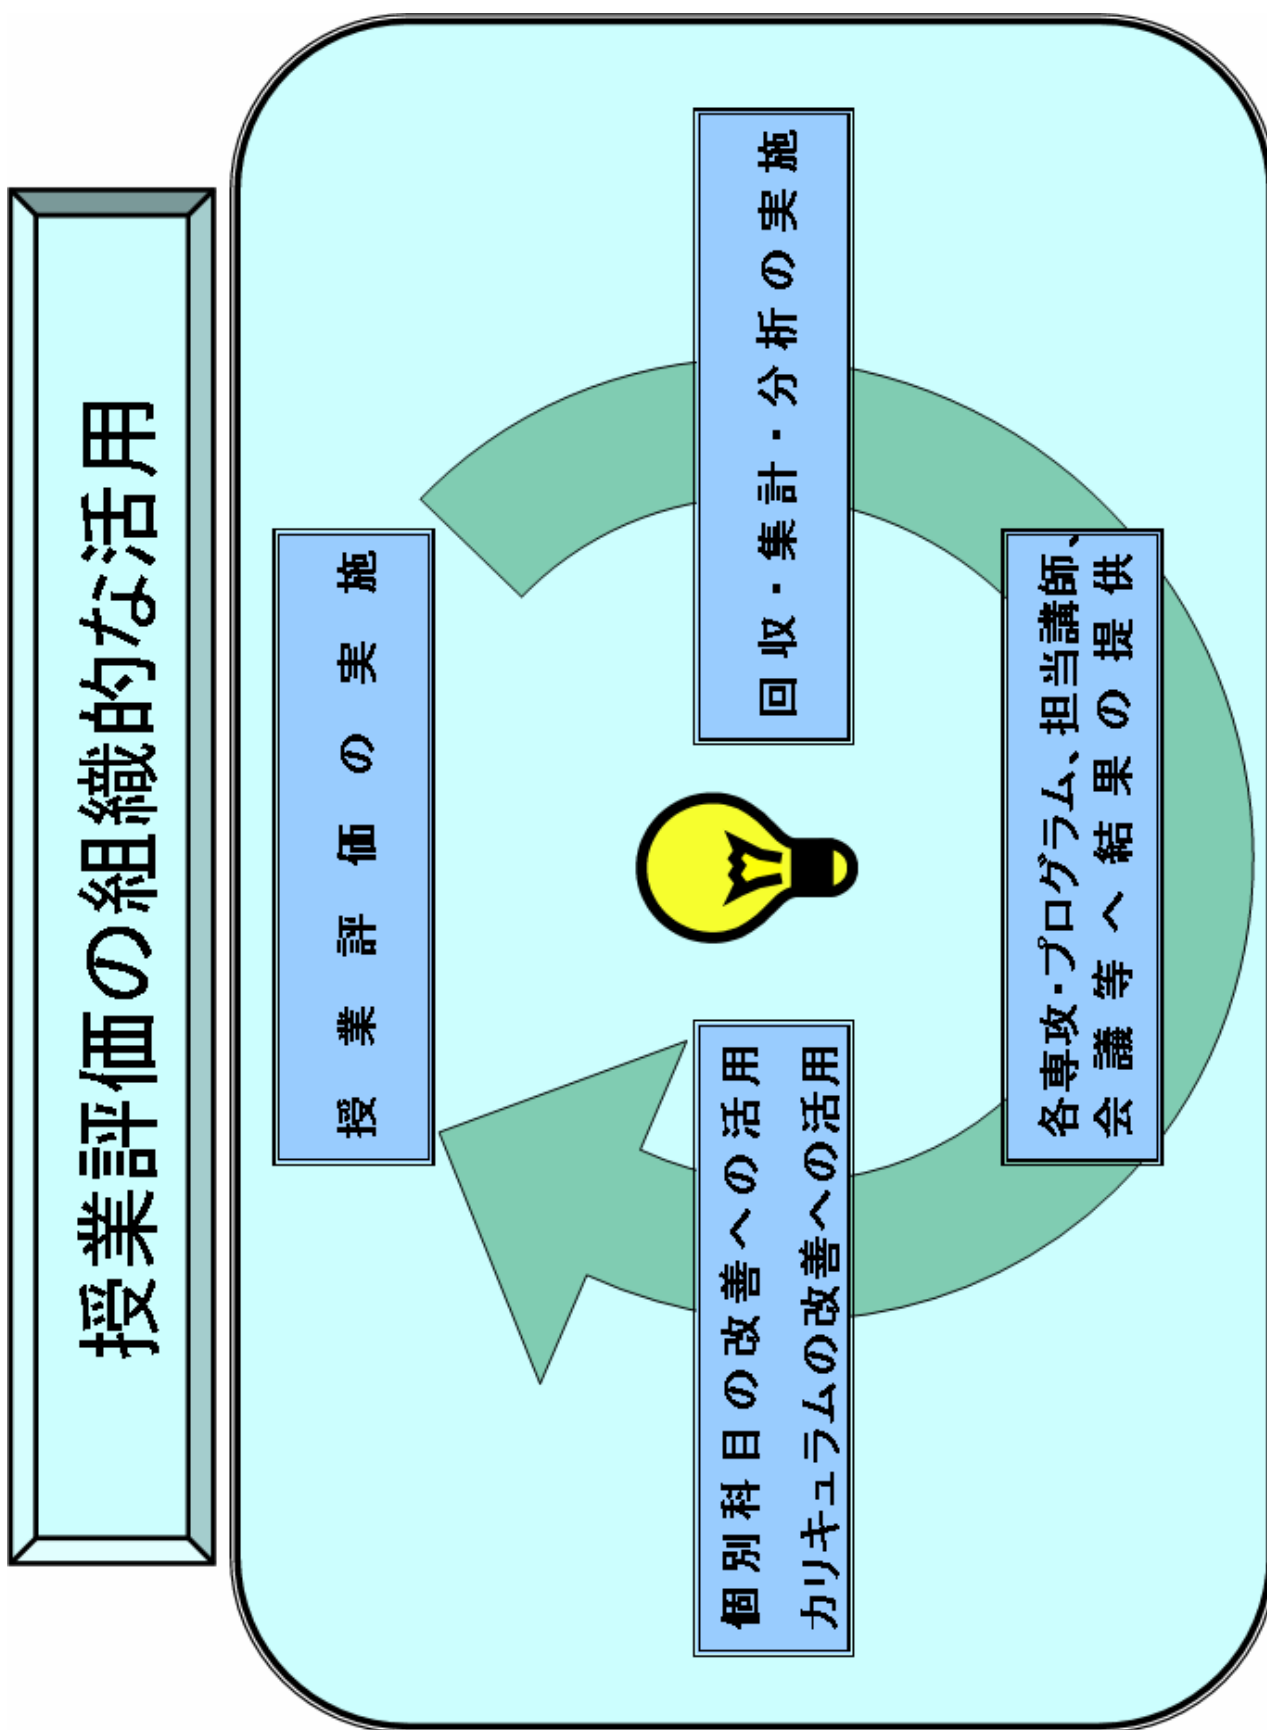 授業評価の組織的な活用
授業評価の実施
回収・集計・分析の実施
各専攻・プログラム、担当講師、
会議等へ結果の提供
個別科目の改善への活用
カリキュラムの改善への活用